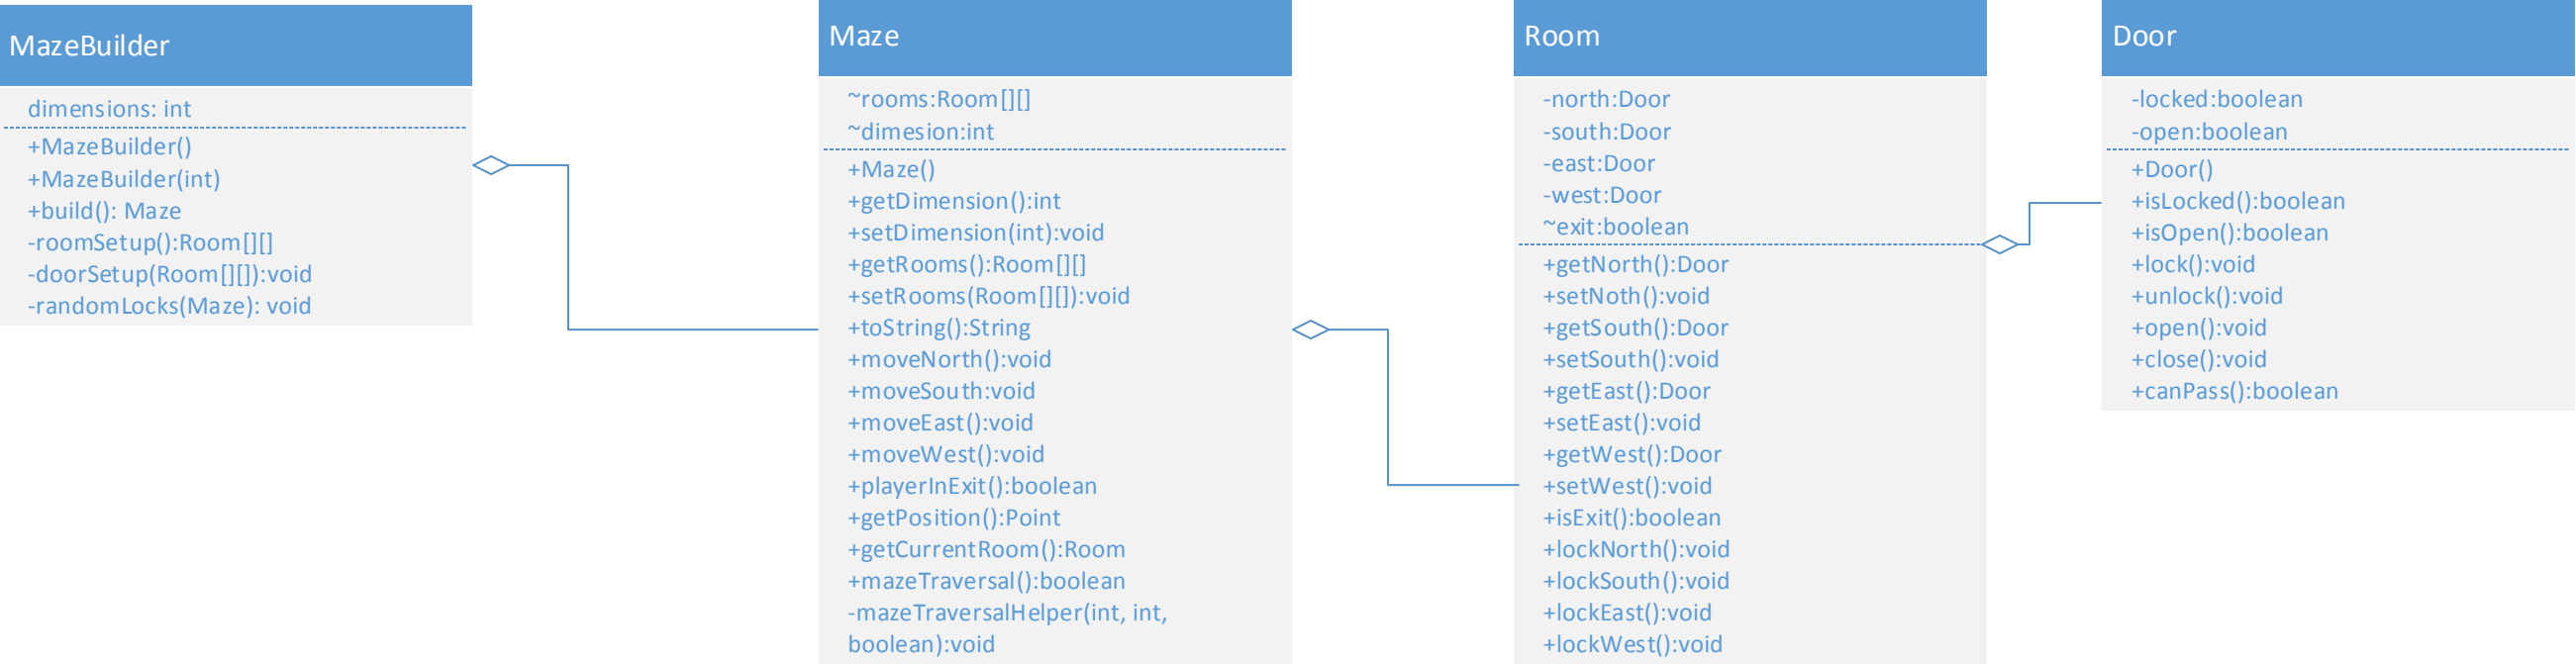 MazeBuilder
dimensions: int
+MazeBuilder()
+MazeBuilder(int)
+build(): Maze
-roomSetup():Room[][]
-doorSetup(Room[][]):void
-randomLocks(Maze): void
Maze
~rooms:Room[][]
~dimesion:int
+Maze()
+getDimension():int
+setDimension(int):void
+getRooms():Room[][]
+setRooms(Room[][]):void
+toString():String
+moveNorth():void
+moveSouth:void
+moveEast():void
+moveWest():void
+playerInExit():boolean
+getPosition():Point
+getCurrentRoom():Room
+mazeTraversal():boolean
-mazeTraversalHelper(int, int,
boolean):void
Room
-north:Door
-south:Door
-east:Door
-west:Door
~exit:boolean
+getNorth():Door
+setNoth():void
+getSouth():Door
+setSouth():void
+getEast():Door
+setEast():void
+getWest():Door
+setWest():void
+isExit():boolean
+lockNorth():void
+lockSouth():void
+lockEast():void
+lockWest():void
Door
-locked:boolean
-open:boolean
+Door()
+isLocked():boolean
+isOpen():boolean
+lock():void
+unlock():void
+open():void
+close():void
+canPass():boolean